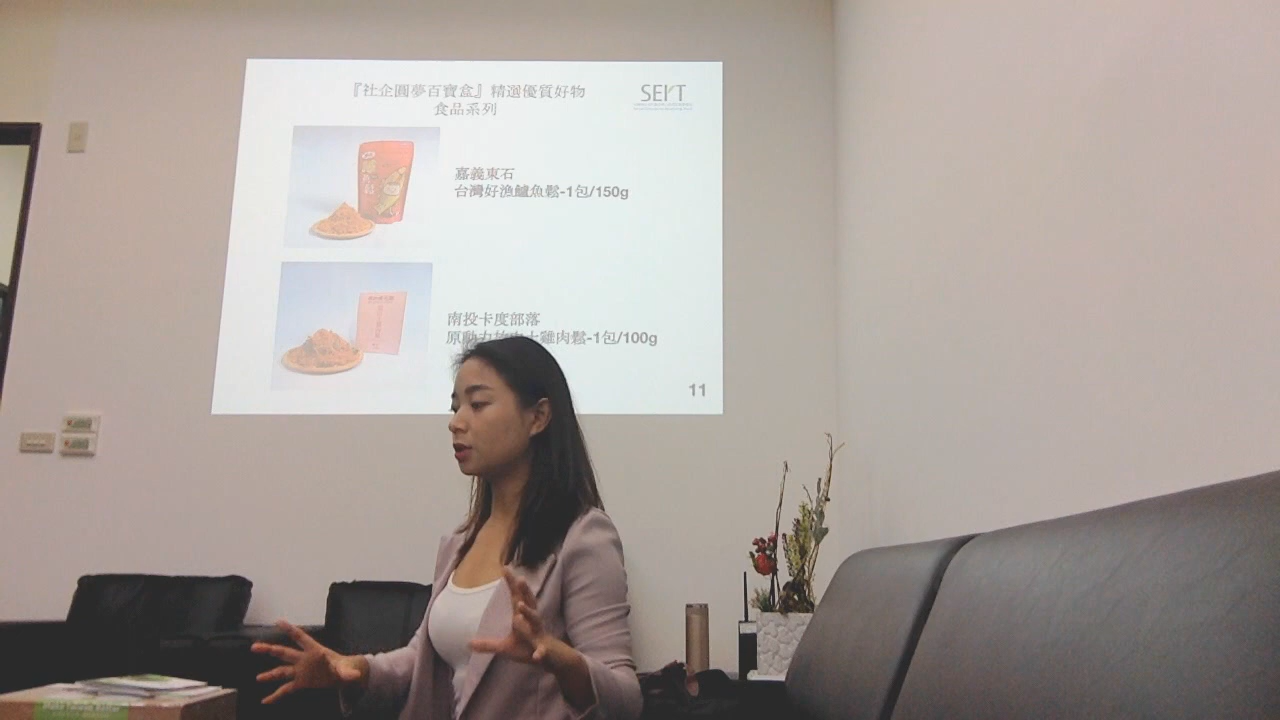 『社企圓夢百寶盒』精選優質好物
食品系列
SEIT
嘉義東石
台灣好漁鱸魚鬆-1包/150g
南投卡度部落
原動力放山土雞肉鬆-1包/100g
11